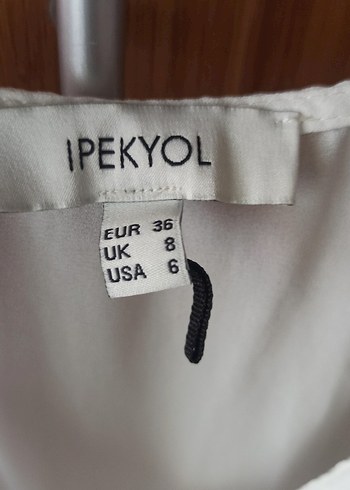 IPEKYOL
EUR 36
UK 8
USA 6